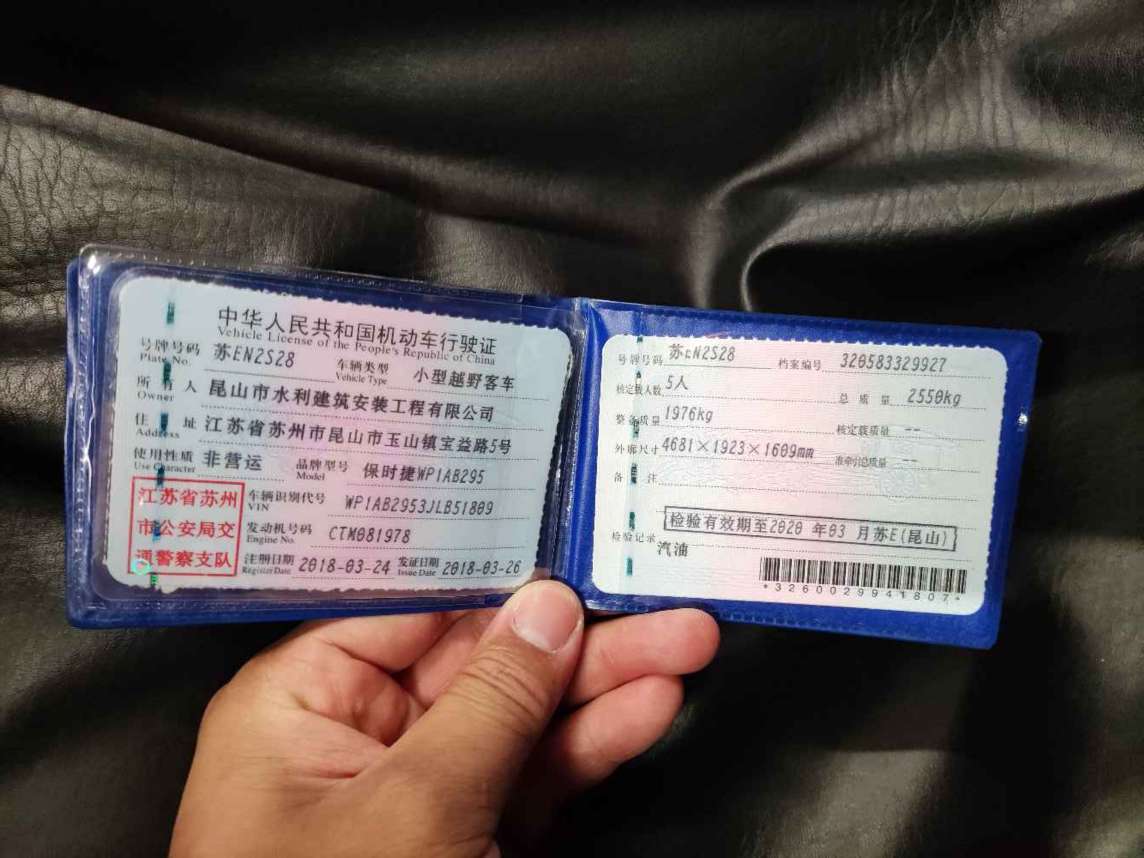 中华人民共和国机动车行驶证
Vehicle License of the People's Republic of China
号牌号码 苏EN2S28 车辆类型 小型越野客车
Plate No. Vehicle Type
所有人 昆山市水利建筑安装工程有限公司
Owner
住址 江苏省苏州市昆山市玉山镇宝益路5号
Address
使用性质 非营运 品牌型号 保时捷WP1AB295
Use Character Model
江苏省苏州
市公安局交
通警察支队
车辆识别代号 WP1AB2953JLB51809
VIN
发动机号码 CTM081978
Engine No.
注册日期 2018-03-24 发证日期 2018-03-26
Register Date Issue Date
号牌号码 苏EN2S28 档案编号 320583329927
核定载人数 5人 总质量 2550kg
整备质量 1976kg 核定载质量 --
外廓尺寸 4681×1923×1609mm 准牵引总质量 --
备注
检验有效期至2020年03月苏E(昆山)
检验记录
汽油
*3260029941807*